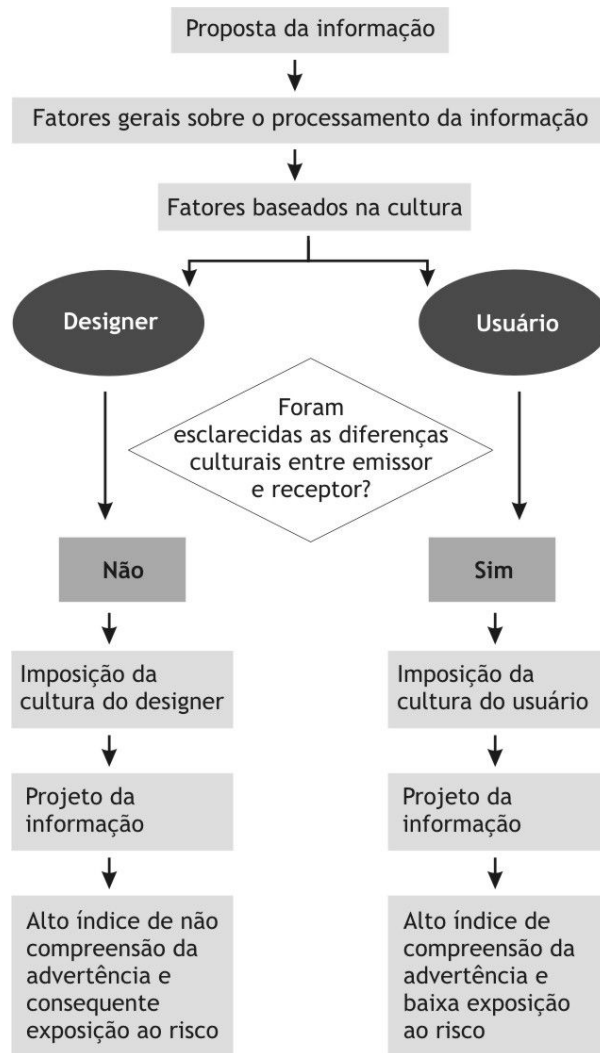 Proposta da informação
Fatores gerais sobre o processamento da informação
Fatores baseados na cultura
Designer
Usuário
Foram
esclarecidas as diferenças
culturais entre emissor
e receptor?
Não
Sim
Imposição da
cultura do designer
Imposição da
cultura do usuário
Projeto da
informação
Projeto da
informação
Alto índice de não
compreensão da
advertência e
consequente
exposição ao risco
Alto índice de
compreensão da
advertência e
baixa exposição
ao risco